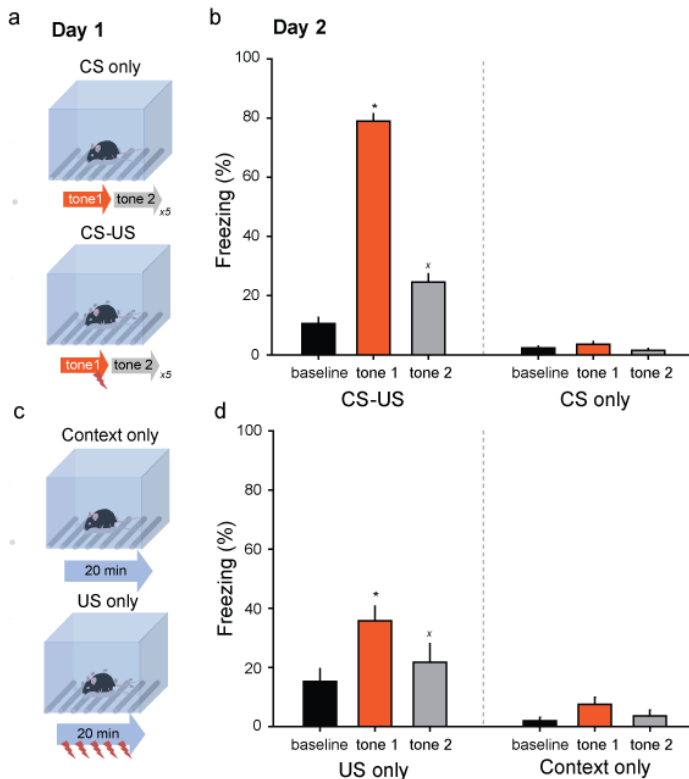 a
Day 1
CS only
tone1 tone 2 x5
CS-US
tone1 tone 2 x5
b
Day 2
Freezing (%)
100
80
60
40
20
0
*
x
baseline tone 1 tone 2 baseline tone 1 tone 2
CS-US CS only
c
Context only
20 min
US only
20 min
d
Freezing (%)
100
80
60
40
20
0
*
x
baseline tone 1 tone 2 baseline tone 1 tone 2
US only Context only